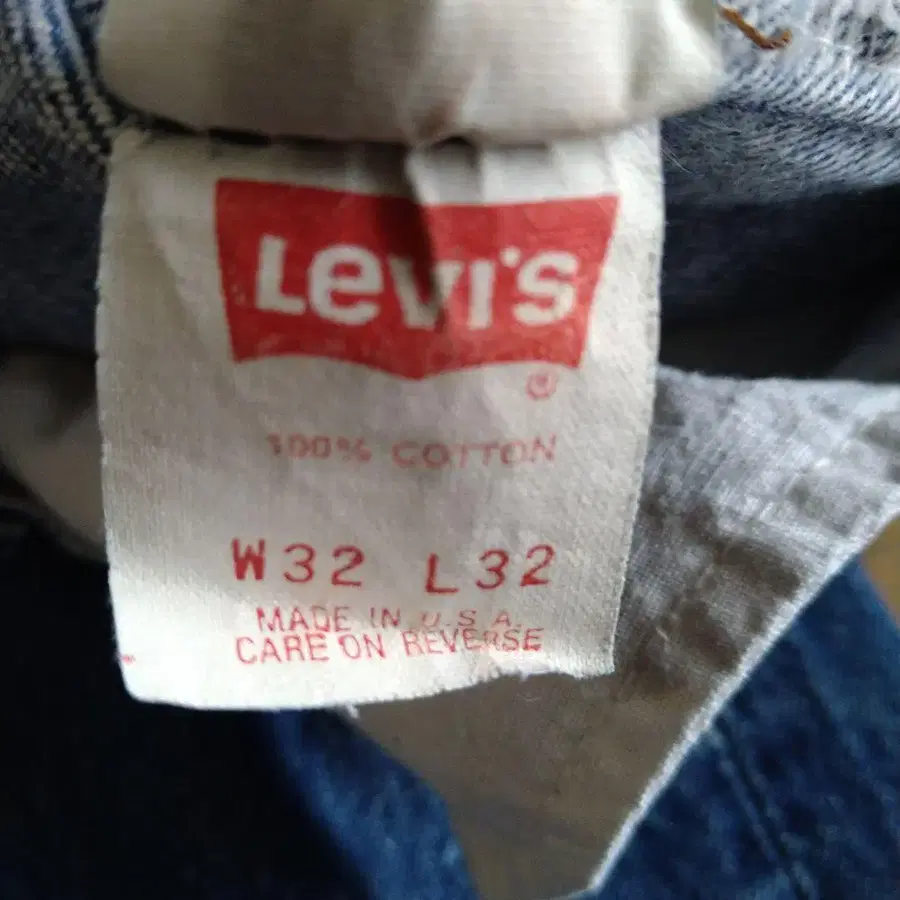 Levi's
®
100% COTTON
W32 L32
MADE IN U.S.A.
CARE ON REVERSE